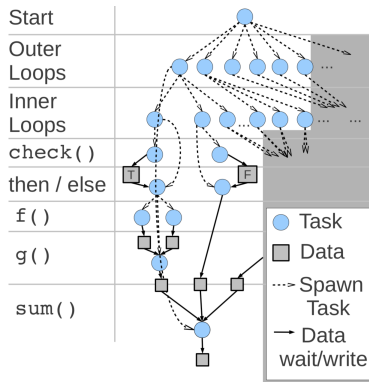 Start
Outer
Loops
...
Inner
Loops
...
...
...
check()
T
F
then / else
f()
g()
sum()
Task
Data
Spawn
Task
Data
wait/write